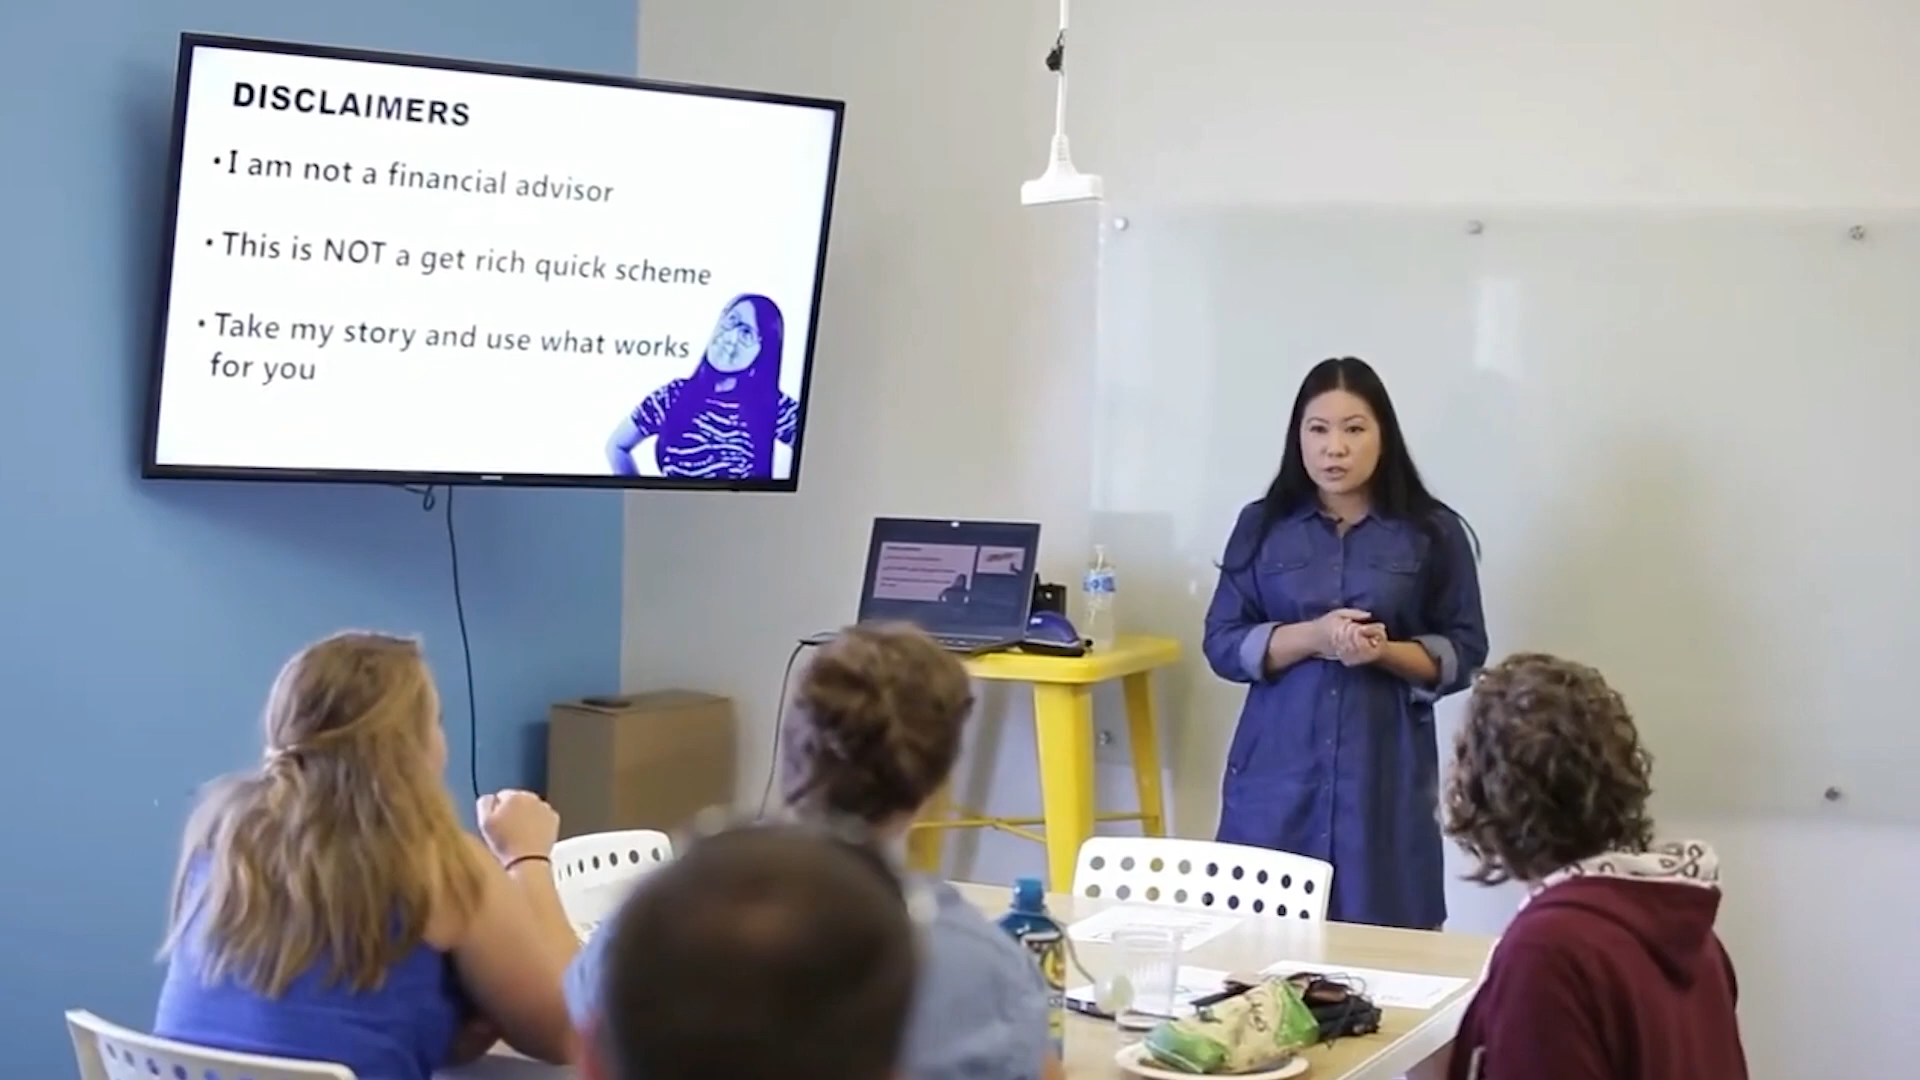 DISCLAIMERS
• I am not a financial advisor
• This is NOT a get rich quick scheme
• Take my story and use what works
for you